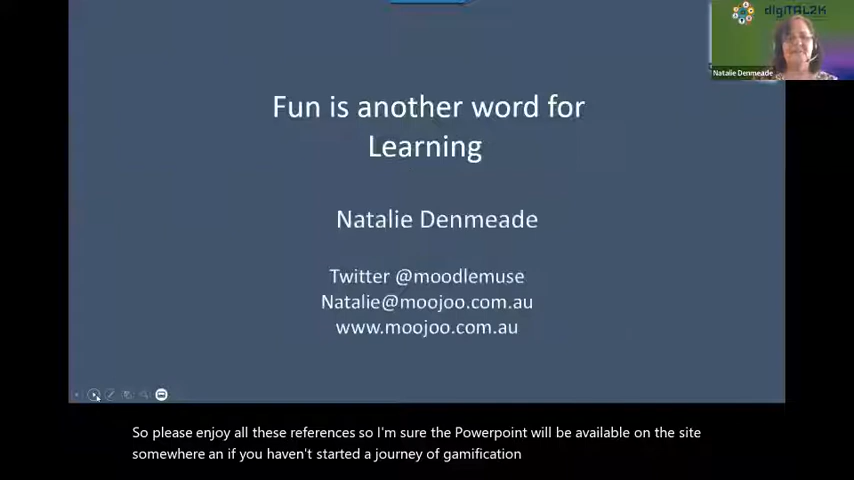 digiTAL2K
Natalie Denmeade
Fun is another word for
Learning
Natalie Denmeade
Twitter @moodlemuse
Natalie@moojoo.com.au
www.moojoo.com.au
So please enjoy all these references so I'm sure the Powerpoint will be available on the site
somewhere an if you haven't started a journey of gamification